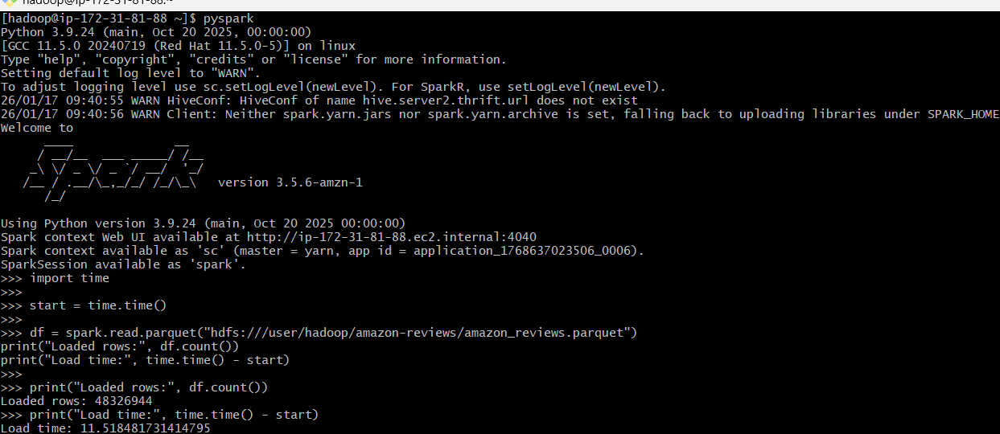 hadoop@ip-172-31-81-88:~
[hadoop@ip-172-31-81-88 ~]$ pyspark
Python 3.9.24 (main, Oct 20 2025, 00:00:00)
[GCC 11.5.0 20240719 (Red Hat 11.5.0-5)] on linux
Type "help", "copyright", "credits" or "license" for more information.
Setting default log level to "WARN".
To adjust logging level use sc.setLogLevel(newLevel). For SparkR, use setLogLevel(newLevel).
26/01/17 09:40:55 WARN HiveConf: HiveConf of name hive.server2.thrift.url does not exist
26/01/17 09:40:56 WARN Client: Neither spark.yarn.jars nor spark.yarn.archive is set, falling back to uploading libraries under SPARK_HOME
Welcome to
      ____              __
     / __/__  ___ _____/ /__
    _\ \/ _ \/ _ `/ __/  '_/
   /__ / .__/\_,_/_/ /_/\_\   version 3.5.6-amzn-1
      /_/
Using Python version 3.9.24 (main, Oct 20 2025 00:00:00)
Spark context Web UI available at http://ip-172-31-81-88.ec2.internal:4040
Spark context available as 'sc' (master = yarn, app id = application_1768637023506_0006).
SparkSession available as 'spark'.
>>> import time
>>>
>>> start = time.time()
>>>
>>> df = spark.read.parquet("hdfs:///user/hadoop/amazon-reviews/amazon_reviews.parquet")
print("Loaded rows:", df.count())
print("Load time:", time.time() - start)
>>>
>>> print("Loaded rows:", df.count())
Loaded rows: 48326944
>>> print("Load time:", time.time() - start)
Load time: 11.518481731414795